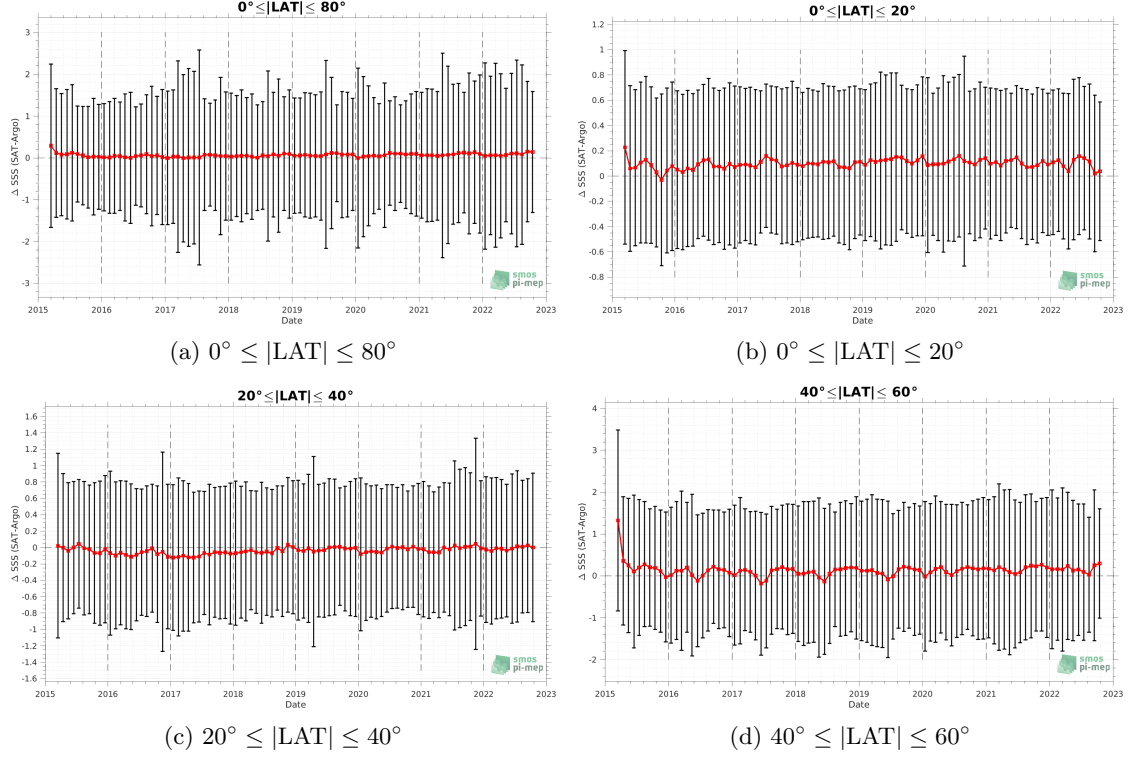 0°≤|LAT|≤ 80°
Δ SSS (SAT-Argo)
3
2
1
0
-1
-2
-3
smos
pi-mep
2015 2016 2017 2018 2019 2020 2021 2022 2023
Date
(a) 0° ≤ |LAT| ≤ 80°
0°≤|LAT|≤ 20°
Δ SSS (SAT-Argo)
1.2
1
0.8
0.6
0.4
0.2
0
-0.2
-0.4
-0.6
-0.8
smos
pi-mep
2015 2016 2017 2018 2019 2020 2021 2022 2023
Date
(b) 0° ≤ |LAT| ≤ 20°
20°≤|LAT|≤ 40°
Δ SSS (SAT-Argo)
1.6
1.4
1.2
1
0.8
0.6
0.4
0.2
0
-0.2
-0.4
-0.6
-0.8
-1
-1.2
-1.4
-1.6
smos
pi-mep
2015 2016 2017 2018 2019 2020 2021 2022 2023
Date
(c) 20° ≤ |LAT| ≤ 40°
40°≤|LAT|≤ 60°
Δ SSS (SAT-Argo)
4
3
2
1
0
-1
-2
smos
pi-mep
2015 2016 2017 2018 2019 2020 2021 2022 2023
Date
(d) 40° ≤ |LAT| ≤ 60°